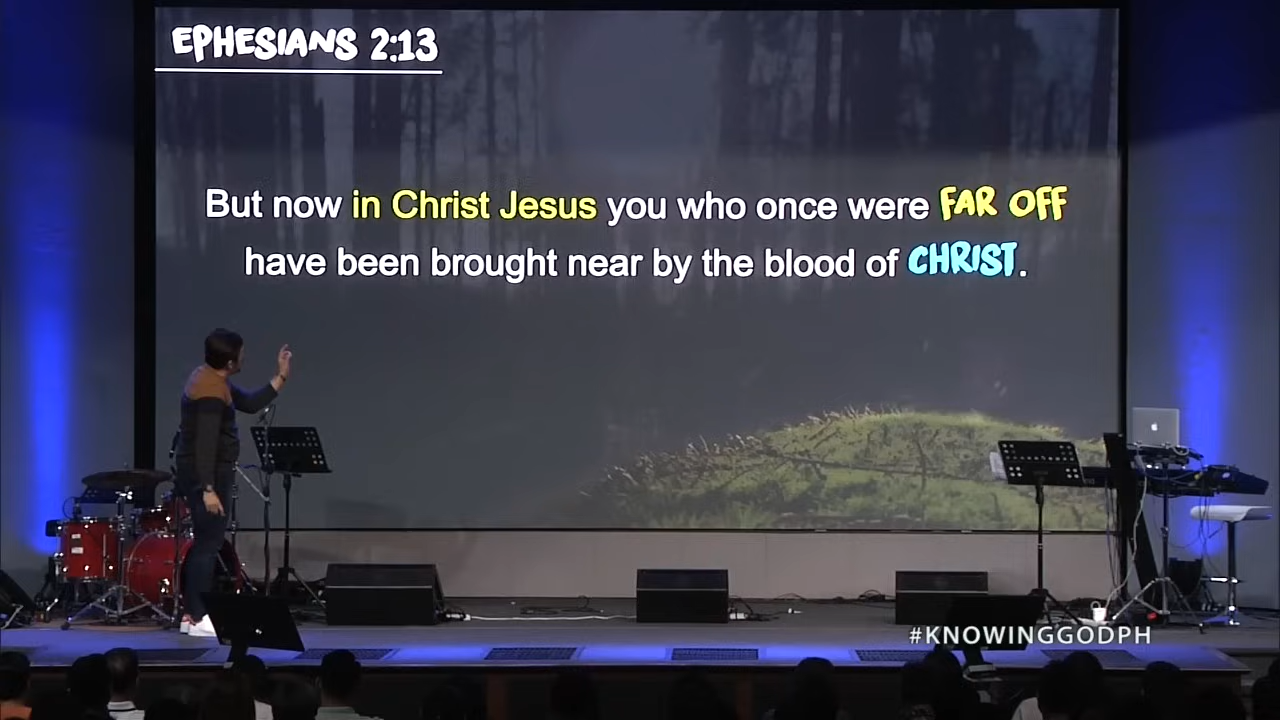 EPHESIANS 2:13
But now in Christ Jesus you who once were FAR OFF
have been brought near by the blood of CHRIST.
#KNOWINGGODPH